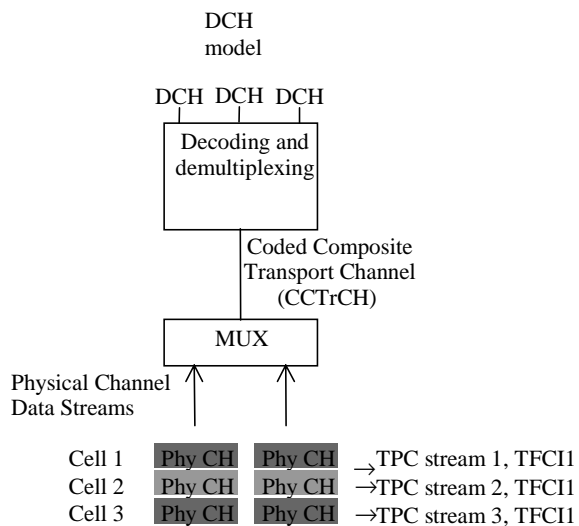 DCH
model
DCH DCH DCH
Decoding and
demultiplexing
Coded Composite
Transport Channel
(CCTrCH)
MUX
Physical Channel
Data Streams
Cell 1 Phy CH Phy CH TPC stream 1, TFCI1
Cell 2 Phy CH Phy CH TPC stream 2, TFCI1
Cell 3 Phy CH Phy CH TPC stream 3, TFCI1